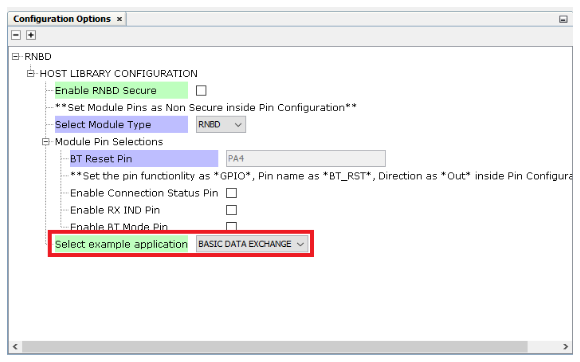 Configuration Options ×
RNBD
HOST LIBRARY CONFIGURATION
Enable RNBD Secure
**Set Module Pins as Non Secure inside Pin Configuration**
Select Module Type RNBD
Module Pin Selections
BT Reset Pin PA4
**Set the pin functionlity as *GPIO*, Pin name as *BT_RST*, Direction as *Out* inside Pin Configura
Enable Connection Status Pin
Enable RX IND Pin
Enable BT Mode Pin
Select example application BASIC DATA EXCHANGE